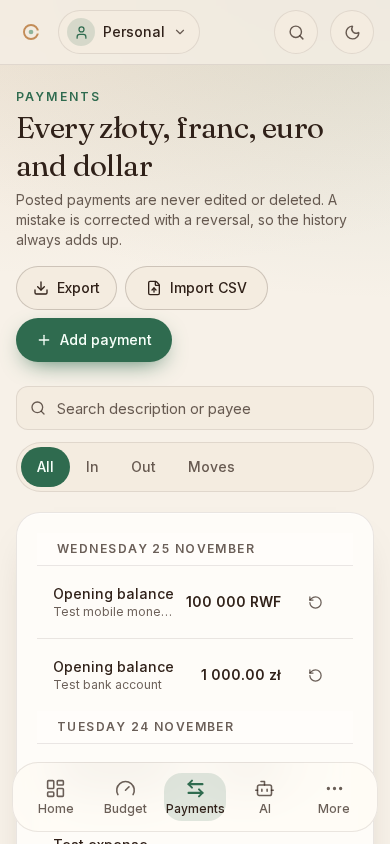 Personal
PAYMENTS
Every złoty, franc, euro
and dollar
Posted payments are never edited or deleted. A
mistake is corrected with a reversal, so the history
always adds up.
Export
Import CSV
Add payment
Search description or payee
All In Out Moves
WEDNESDAY 25 NOVEMBER
Opening balance
Test mobile mone…
100 000 RWF
Opening balance
Test bank account
1 000.00 zł
TUESDAY 24 NOVEMBER
Home Budget Payments AI More
Test expense